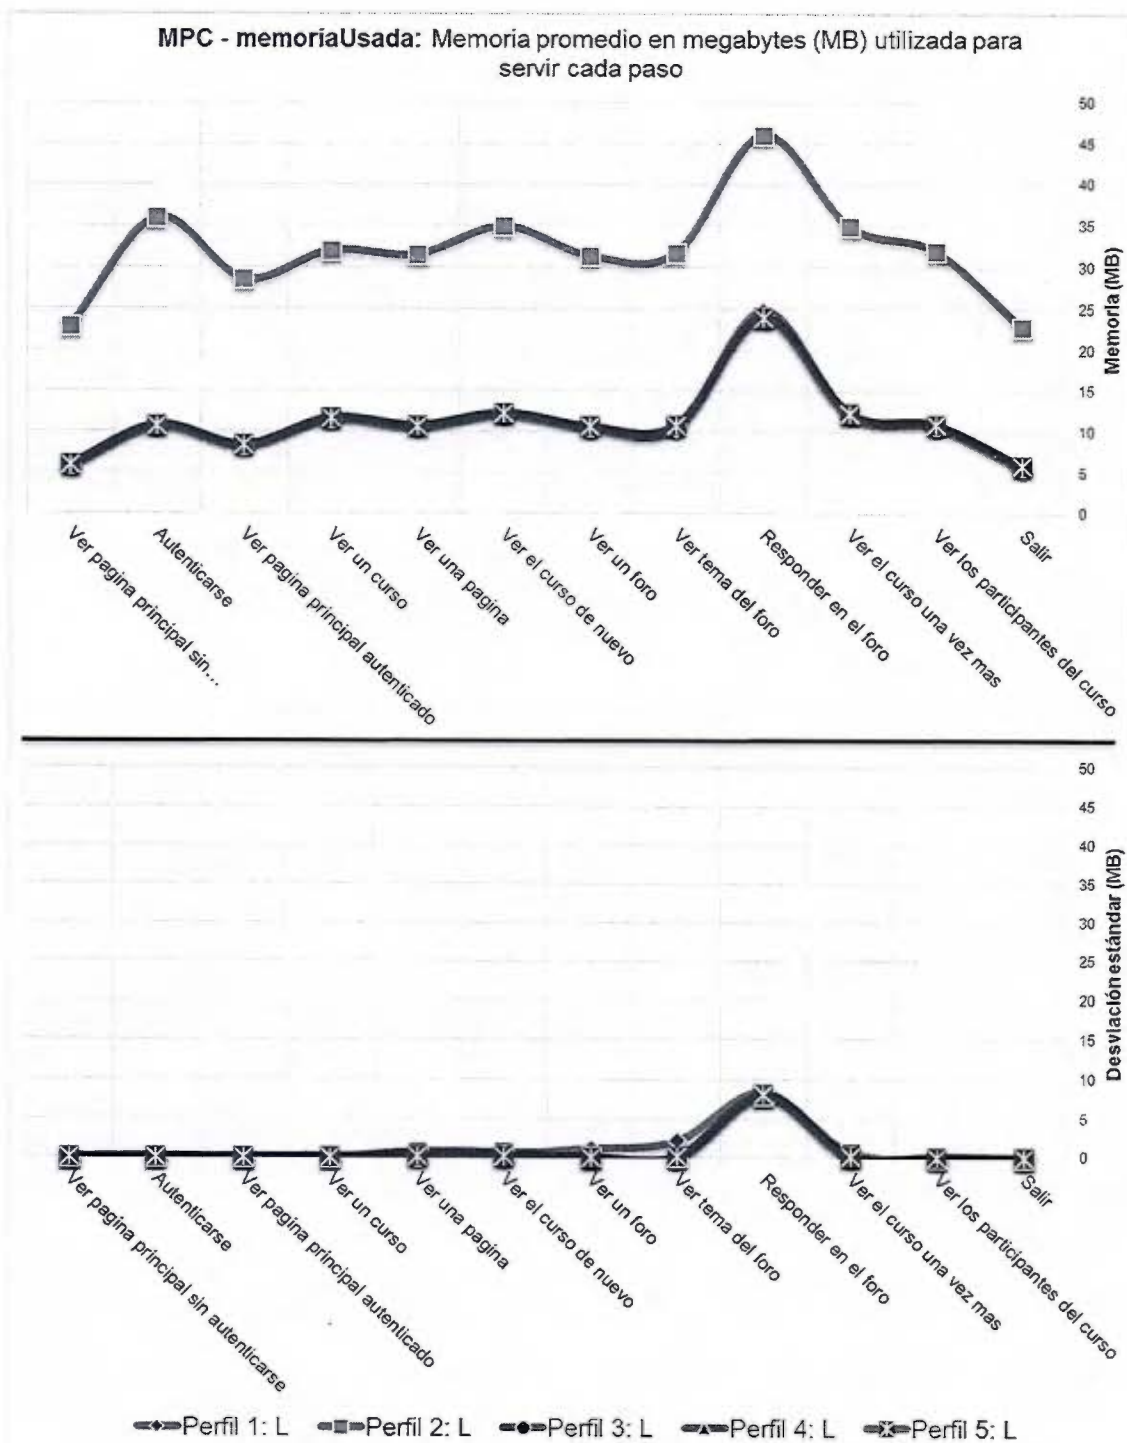 MPC - memoriaUsada: Memoria promedio en megabytes (MB) utilizada para
servir cada paso
50
45
40
35
30
25
20
15
10
5
0
Memoria (MB)
Ver pagina principal sin...
Autenticarse
Ver pagina principal autenticado
Ver un curso
Ver una pagina
Ver el curso de nuevo
Ver un foro
Ver tema del foro
Responder en el foro
Ver el curso una vez mas
Ver los participantes del curso
Salir
50
45
40
35
30
25
20
15
10
5
0
Desviación estándar (MB)
Ver pagina principal sin autenticarse
Autenticarse
Ver pagina principal autenticado
Ver un curso
Ver una pagina
Ver el curso de nuevo
Ver un foro
Ver tema del foro
Responder en el foro
Ver el curso una vez mas
Ver los participantes del curso
Salir
Perfil 1: L Perfil 2: L Perfil 3: L Perfil 4: L Perfil 5: L